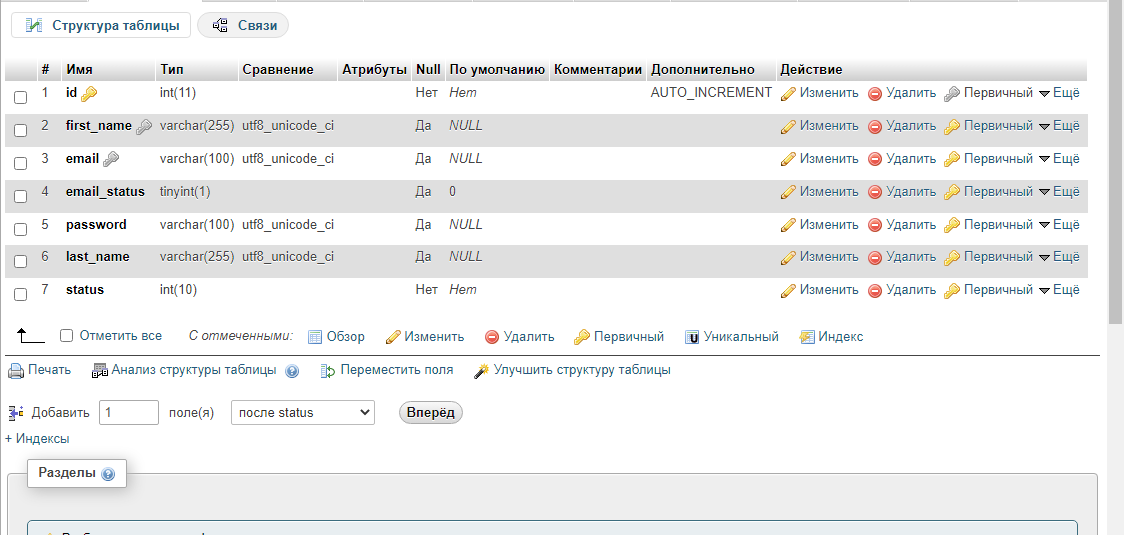 Структура таблицы Связи
# Имя Тип Сравнение Атрибуты Null По умолчанию Комментарии Дополнительно Действие
1 id int(11) Нет Нет AUTO_INCREMENT Изменить Удалить Первичный Ещё
2 first_name varchar(255) utf8_unicode_ci Да NULL Изменить Удалить Первичный Ещё
3 email varchar(100) utf8_unicode_ci Да NULL Изменить Удалить Первичный Ещё
4 email_status tinyint(1) Да 0 Изменить Удалить Первичный Ещё
5 password varchar(100) utf8_unicode_ci Да NULL Изменить Удалить Первичный Ещё
6 last_name varchar(255) utf8_unicode_ci Да NULL Изменить Удалить Первичный Ещё
7 status int(10) Нет Нет Изменить Удалить Первичный Ещё
Отметить все С отмеченными: Обзор Изменить Удалить Первичный Уникальный Индекс
Печать Анализ структуры таблицы Переместить поля Улучшить структуру таблицы
Добавить 1 поле(я) после status Вперёд
+ Индексы
Разделы